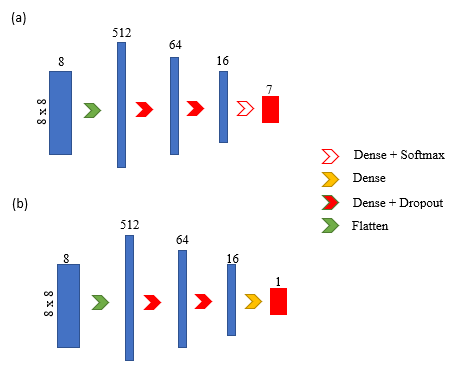 (a)
512
8
64
16
7
8 x 8
Dense + Softmax
Dense
Dense + Dropout
Flatten
(b)
512
8
64
16
1
8 x 8